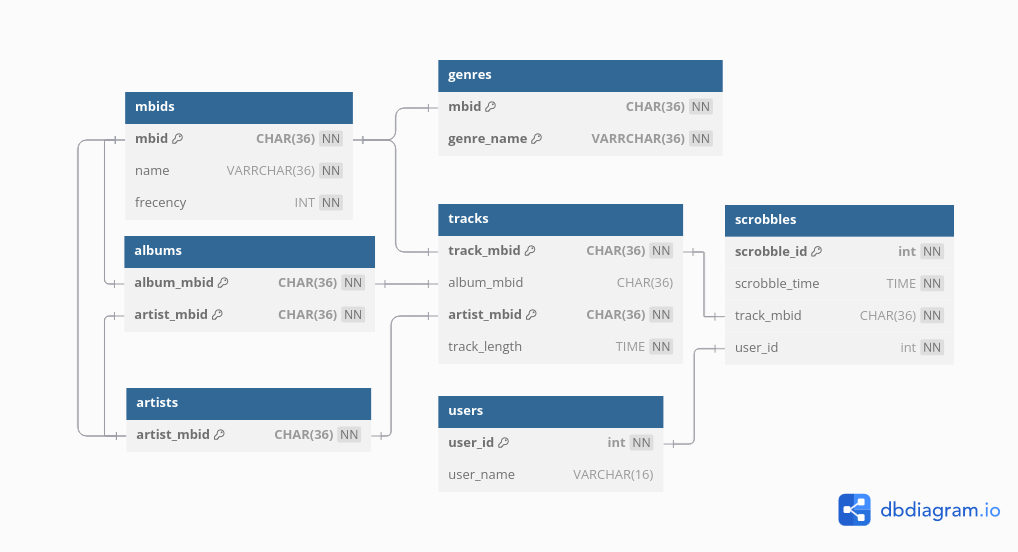 mbids
mbid CHAR(36) NN
name VARRCHAR(36) NN
frecency INT NN
albums
album_mbid CHAR(36) NN
artist_mbid CHAR(36) NN
artists
artist_mbid CHAR(36) NN
genres
mbid CHAR(36) NN
genre_name VARRCHAR(36) NN
tracks
track_mbid CHAR(36) NN
album_mbid CHAR(36)
artist_mbid CHAR(36) NN
track_length TIME NN
users
user_id int NN
user_name VARCHAR(16)
scrobbles
scrobble_id int NN
scrobble_time TIME NN
track_mbid CHAR(36) NN
user_id int NN
dbdiagram.io